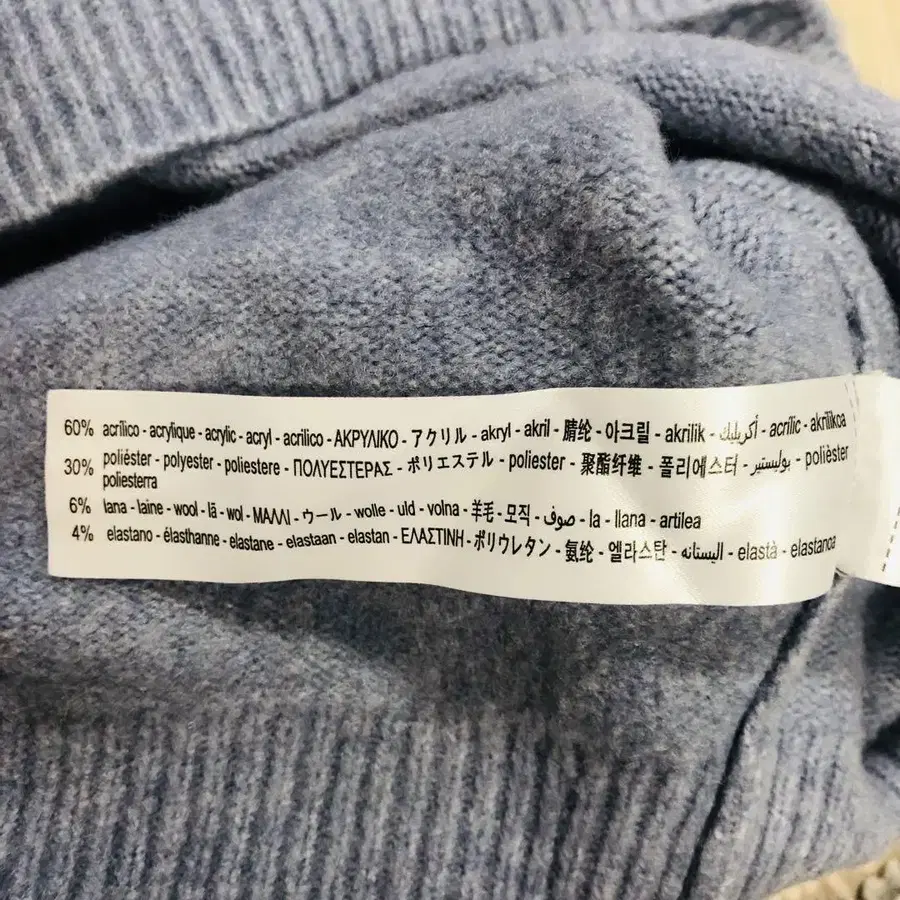 60% acrílico - acrylique - acrylic - acryl - acrilico - ΑΚΡΥΛΙΚΟ - アクリル - akryl - akril - 腈纶 - 아크릴 - akrilik - أكريليك - acrílic - akrilikoa
30% poliéster - polyester - poliestere - ΠΟΛΥΕΣΤΕΡΑΣ - ポリエステル - poliester - 聚酯纤维 - 폴리에스터 - بوليستير - polièster
poliesterra
6% lana - laine - wool - lã - wol - ΜΑΛΛΙ - ウール - wolle - uld - volna - 羊毛 - 모직 - صوف - la - llana - artilea
4% elastano - élasthanne - elastane - elastaan - elastan - ΕΛΑΣΤΙΝΗ - ポリウレタン - 氨纶 - 엘라스탄 - اليستانه - elastà - elastanoa